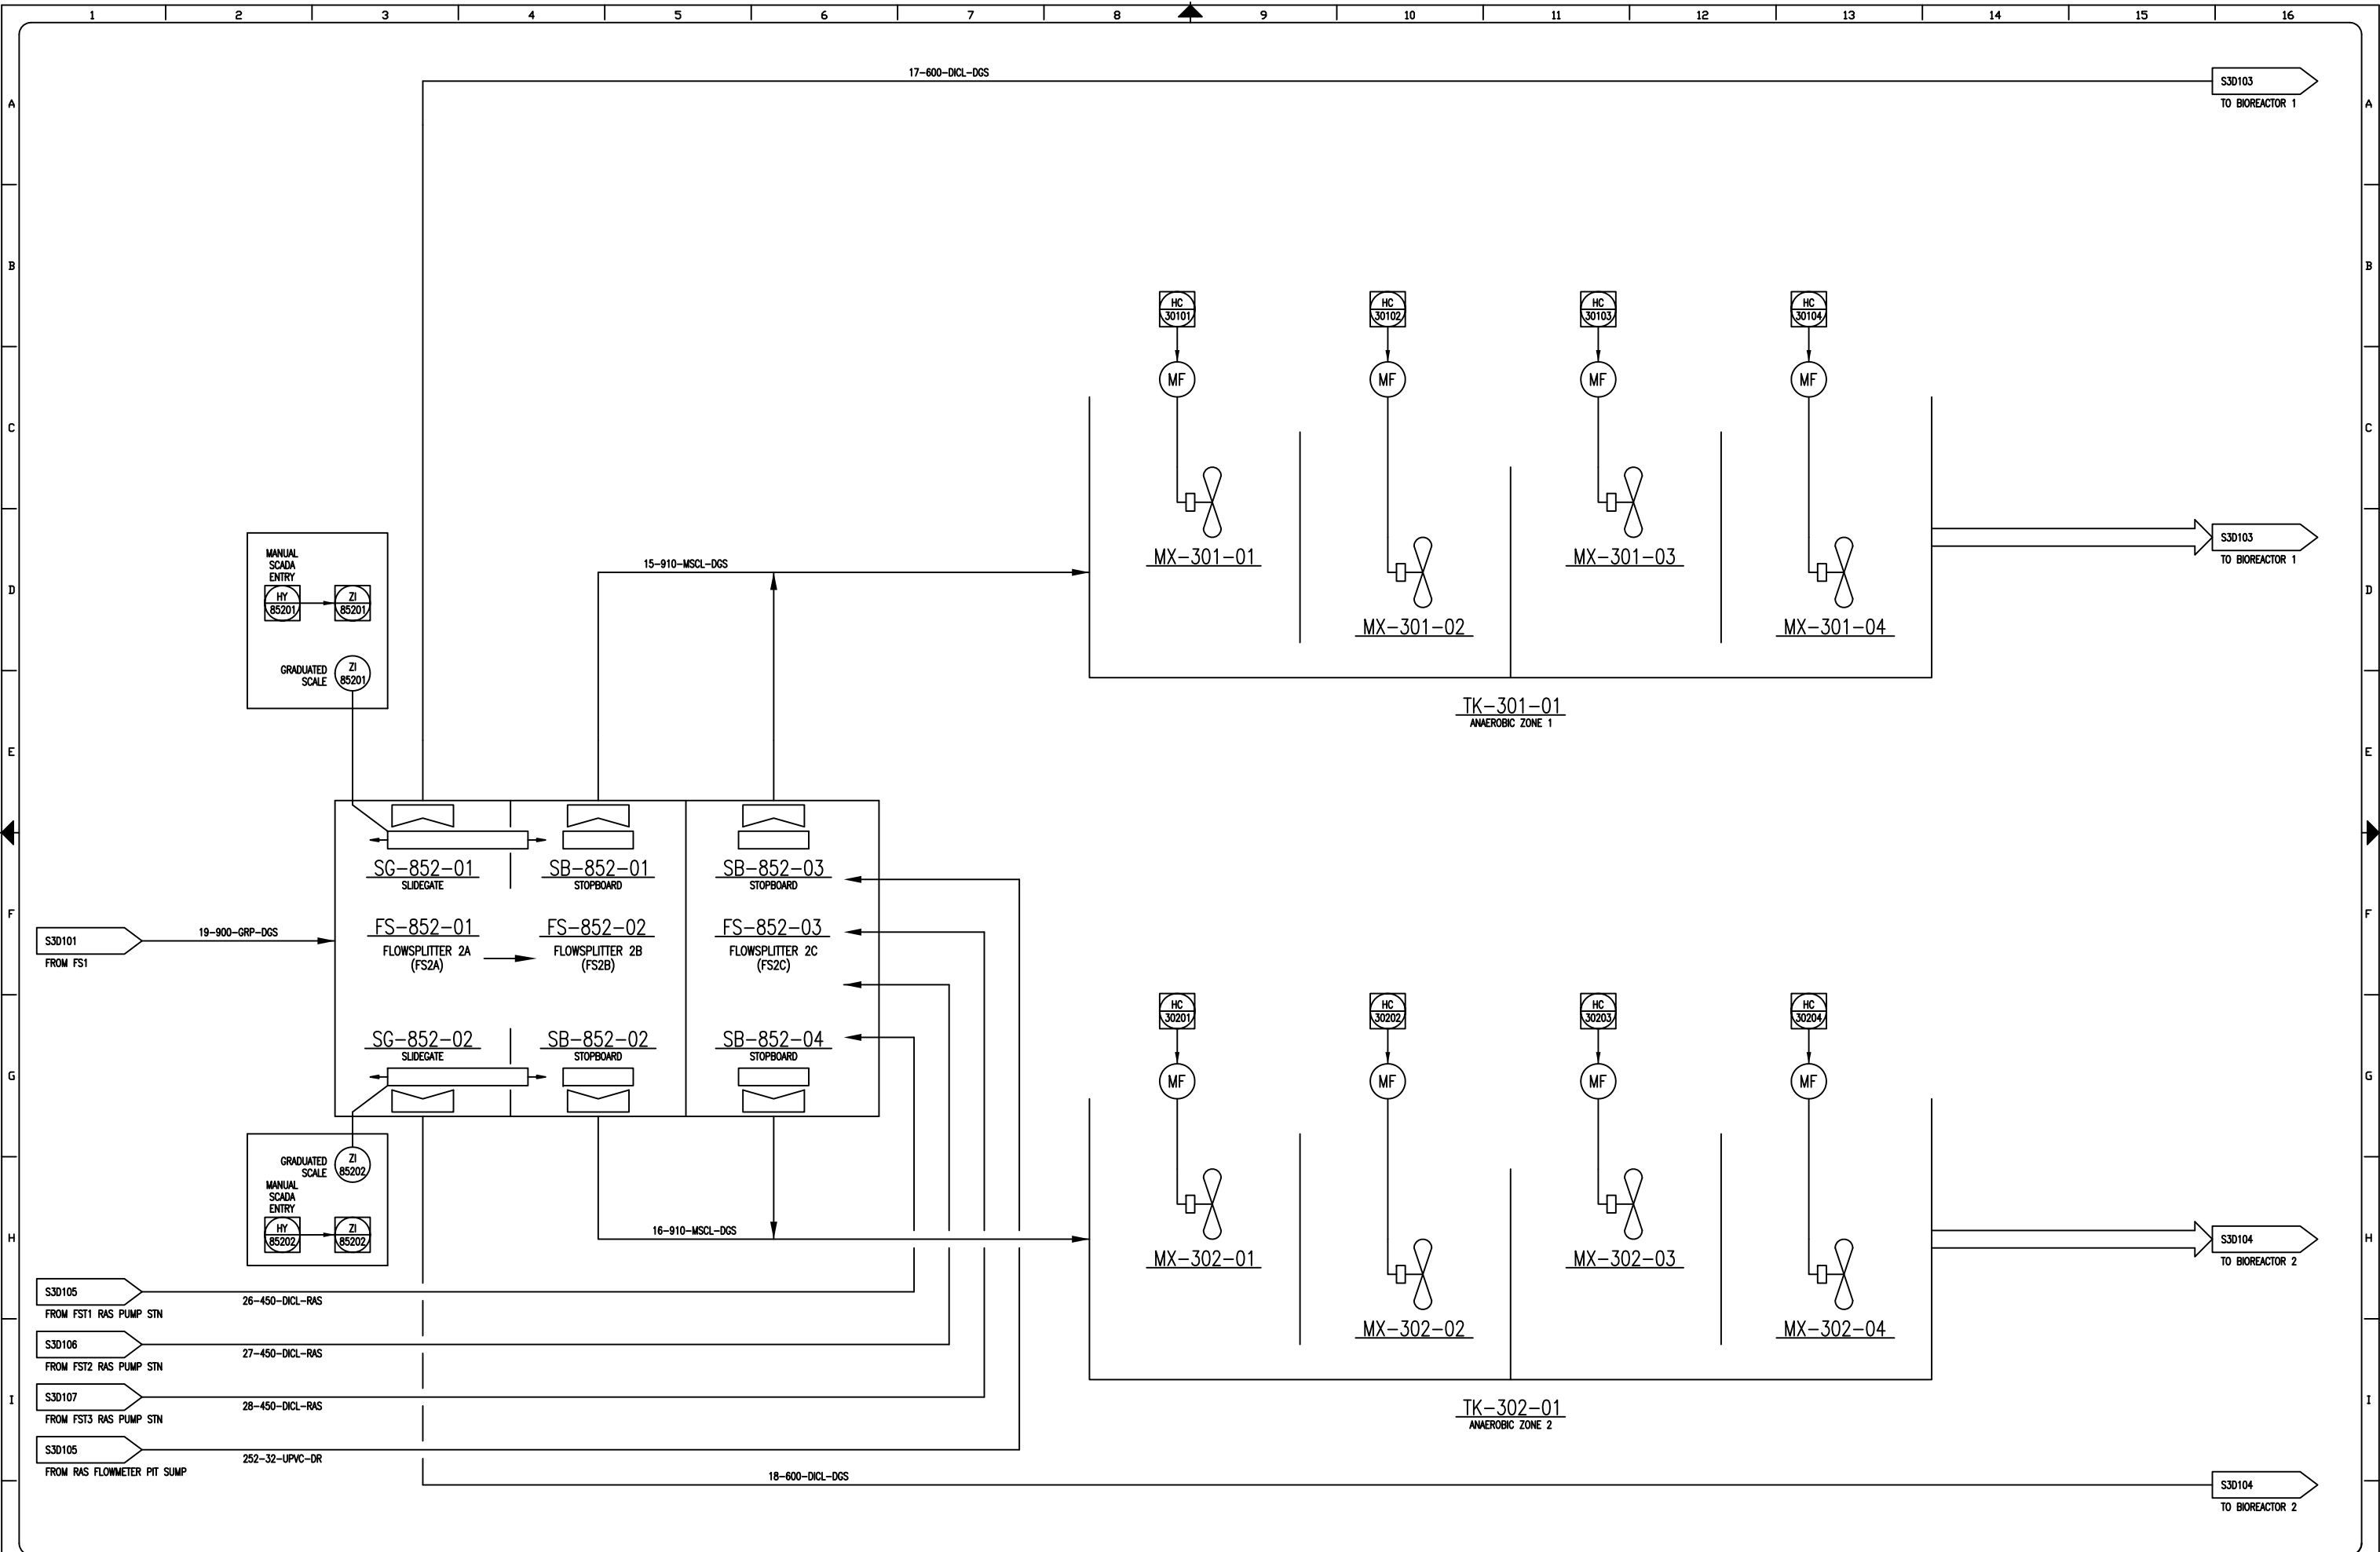 1 2 3 4 5 6 7 8 9 10 11 12 13 14 15 16
17-600-DICL-DGS
S3D103
TO BIOREACTOR 1
A A
B B
HC
30101
HC
30102
HC
30103
HC
30104
MF MF MF MF
C C
MX-301-01
MX-301-02
MX-301-03
MX-301-04
S3D103
TO BIOREACTOR 1
15-910-MSCL-DGS
MANUAL
SCADA
ENTRY
HY
85201
ZI
85201
D D
GRADUATED
SCALE
ZI
85201
TK-301-01
ANAEROBIC ZONE 1
E E
SG-852-01
SLIDEGATE
SB-852-01
STOPBOARD
SB-852-03
STOPBOARD
F F
S3D101
FROM FS1
19-900-GRP-DGS
FS-852-01
FLOWSPLITTER 2A
(FS2A)
FS-852-02
FLOWSPLITTER 2B
(FS2B)
FS-852-03
FLOWSPLITTER 2C
(FS2C)
HC
30201
HC
30202
HC
30203
HC
30204
SG-852-02
SLIDEGATE
SB-852-02
STOPBOARD
SB-852-04
STOPBOARD
G G
MF MF MF MF
GRADUATED
SCALE
ZI
85202
MANUAL
SCADA
ENTRY
HY
85202
ZI
85202
16-910-MSCL-DGS
H H
MX-302-01
MX-302-02
MX-302-03
MX-302-04
S3D104
TO BIOREACTOR 2
S3D105
FROM FST1 RAS PUMP STN
26-450-DICL-RAS
S3D106
FROM FST2 RAS PUMP STN
27-450-DICL-RAS
I I
S3D107
FROM FST3 RAS PUMP STN
28-450-DICL-RAS
TK-302-01
ANAEROBIC ZONE 2
S3D105
FROM RAS FLOWMETER PIT SUMP
252-32-UPVC-DR
18-600-DICL-DGS
S3D104
TO BIOREACTOR 2